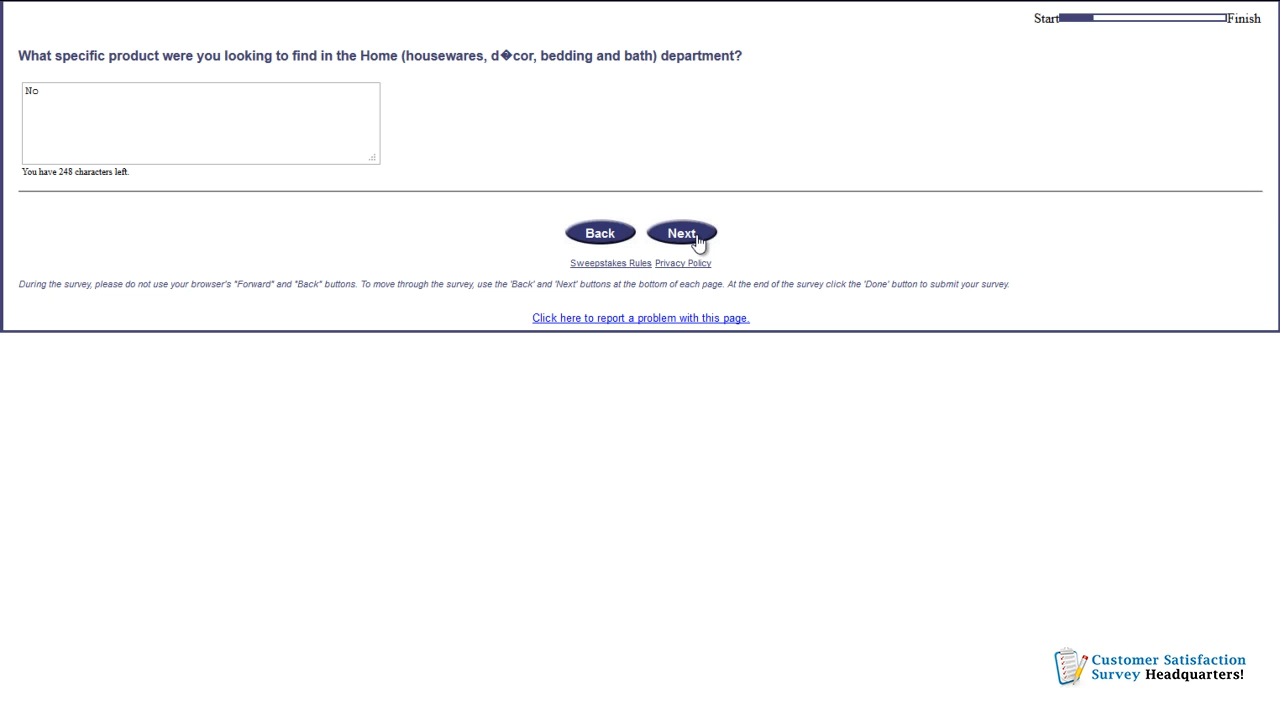 Start Finish
What specific product were you looking to find in the Home (housewares, d�cor, bedding and bath) department?
No
You have 248 characters left.
Back Next
Sweepstakes Rules Privacy Policy
During the survey, please do not use your browser's "Forward" and "Back" buttons. To move through the survey, use the 'Back' and 'Next' buttons at the bottom of each page. At the end of the survey click the 'Done' button to submit your survey.
Click here to report a problem with this page.
Customer Satisfaction
Survey Headquarters!